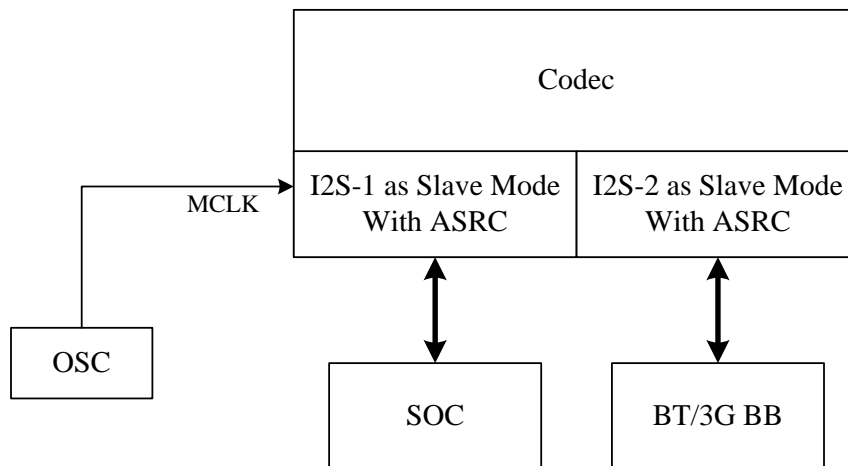 Codec
I2S-1 as Slave Mode
With ASRC
I2S-2 as Slave Mode
With ASRC
MCLK
OSC
SOC
BT/3G BB